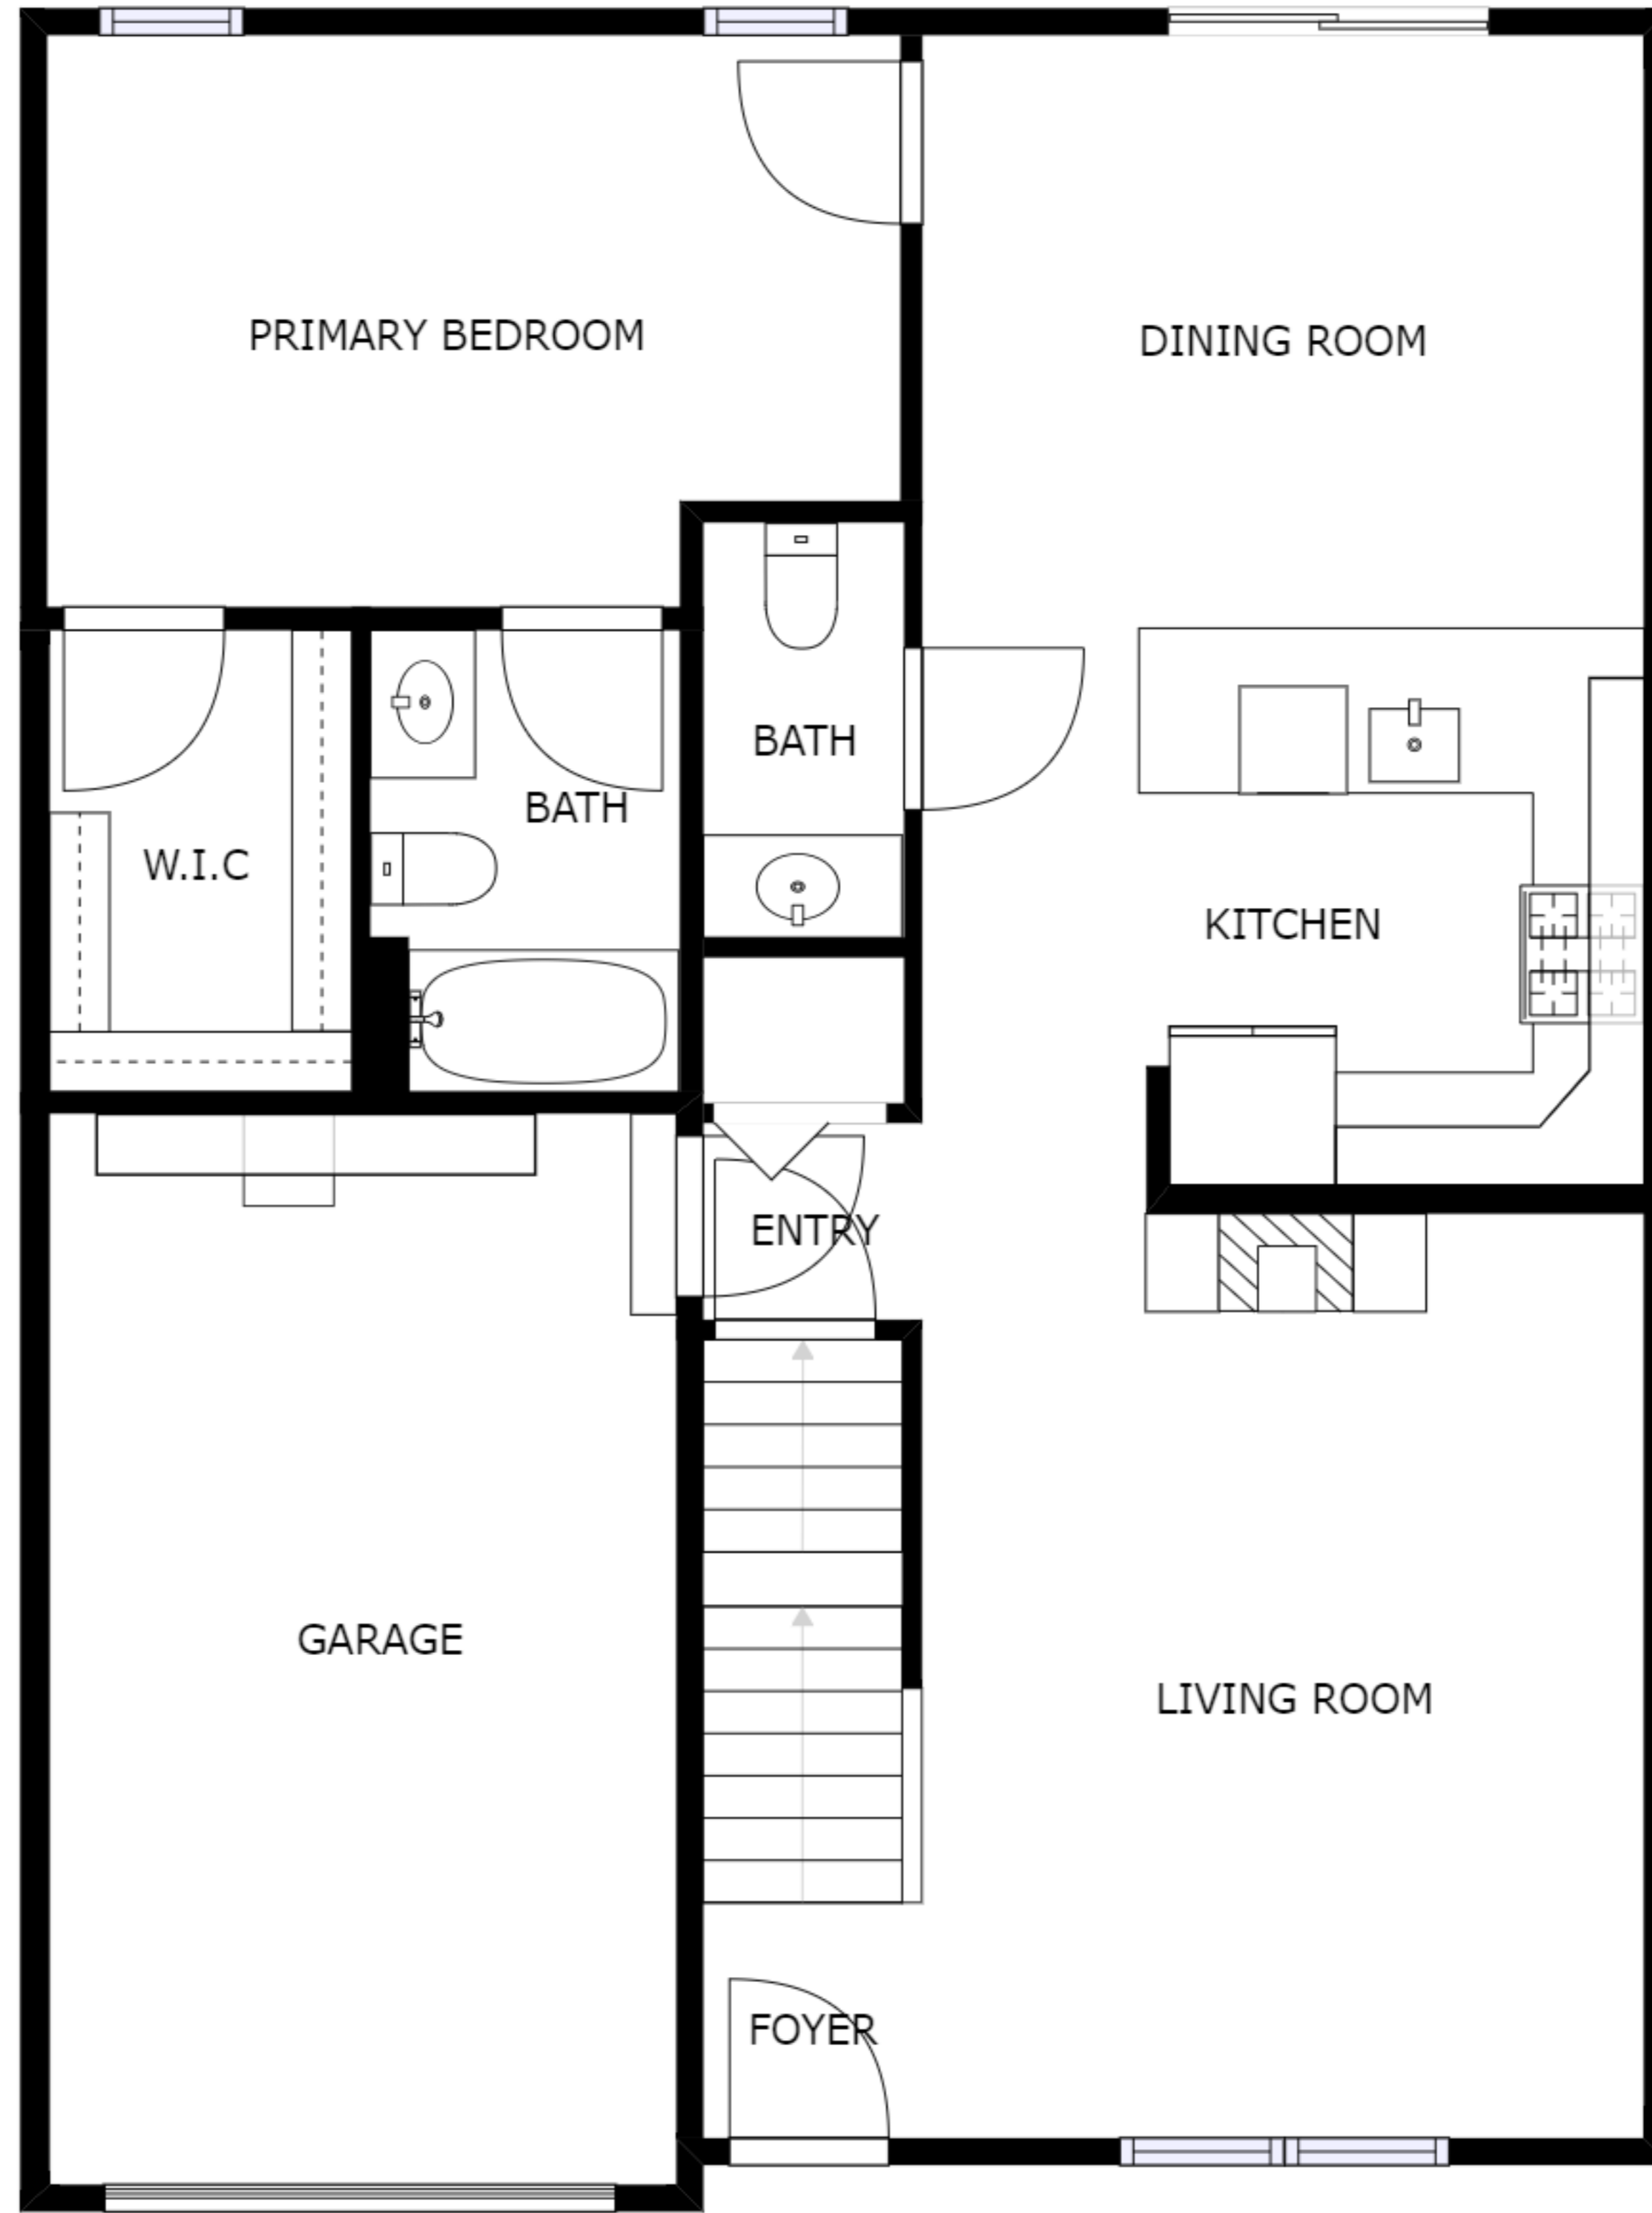 PRIMARY BEDROOM
DINING ROOM
BATH
BATH
W.I.C
KITCHEN
ENTRY
GARAGE
LIVING ROOM
FOYER